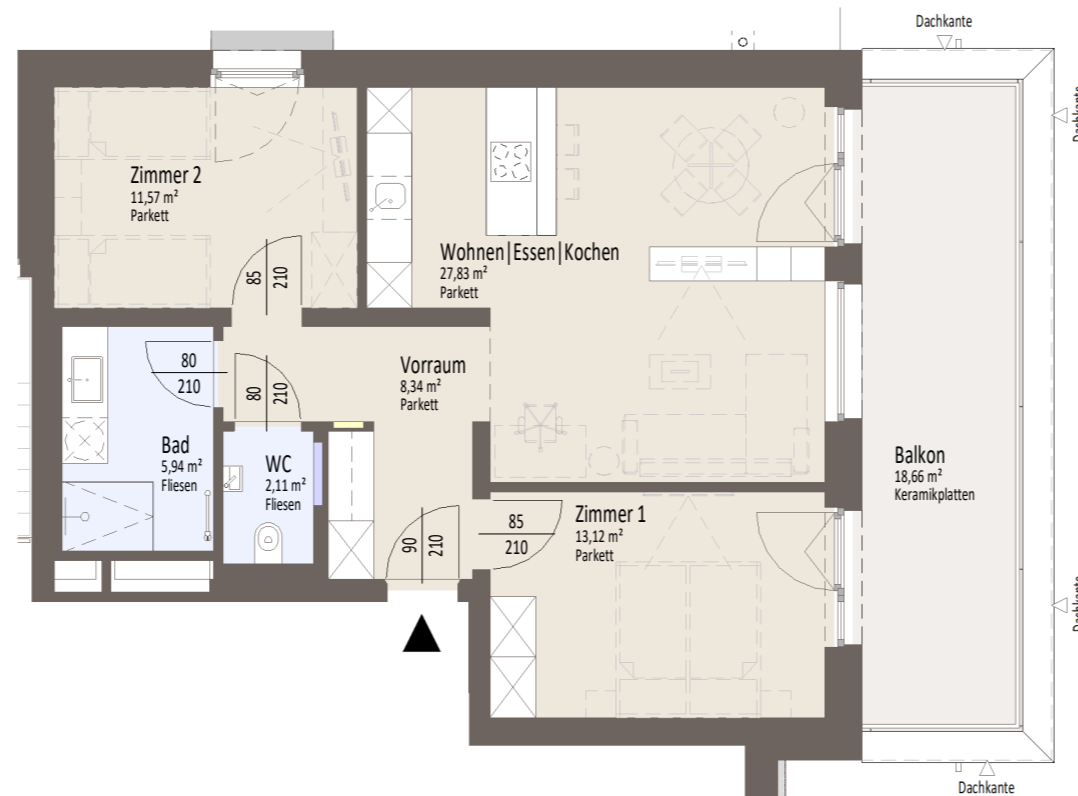 Dachkante
Dachkante
Zimmer 2
11,57 m²
Parkett
85
210
Wohnen|Essen|Kochen
27,83 m²
Parkett
80
210
80
210
Vorraum
8,34 m²
Parkett
Bad
5,94 m²
Fliesen
WC
2,11 m²
Fliesen
Balkon
18,66 m²
Keramikplatten
90
210
85
210
Zimmer 1
13,12 m²
Parkett
Dachkante
Dachkante